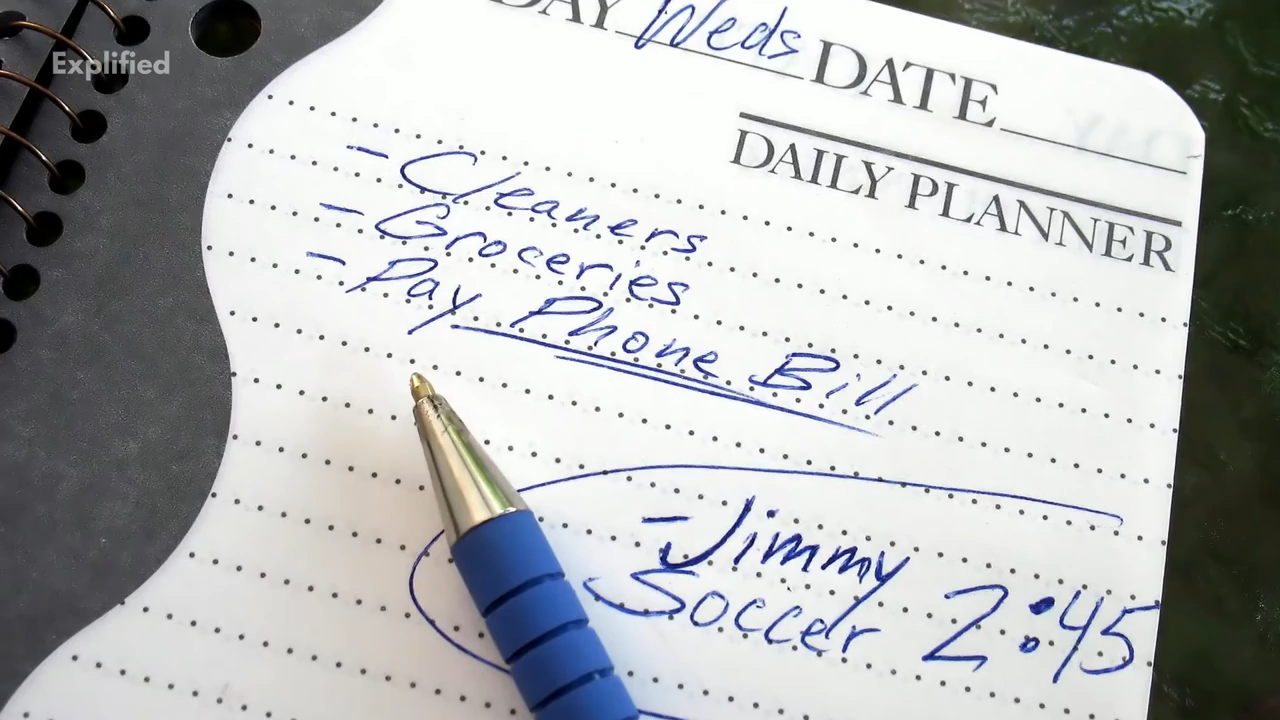 Explified
DAY Weds DATE
DAILY PLANNER
- Cleaners
- Groceries
- Pay Phone Bill
- Jimmy
Soccer 2:45